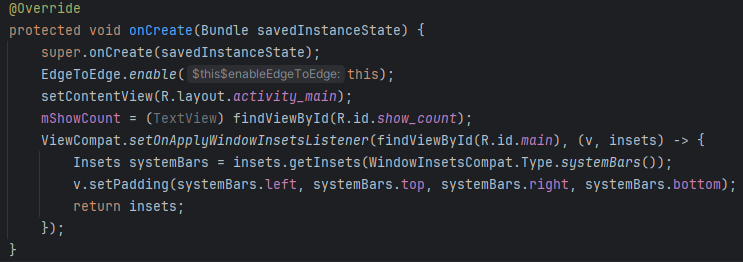 @Override
protected void onCreate(Bundle savedInstanceState) {
super.onCreate(savedInstanceState);
EdgeToEdge.enable( $this$enableEdgeToEdge: this);
setContentView(R.layout.activity_main);
mShowCount = (TextView) findViewById(R.id.show_count);
ViewCompat.setOnApplyWindowInsetsListener(findViewById(R.id.main), (v, insets) -> {
Insets systemBars = insets.getInsets(WindowInsetsCompat.Type.systemBars());
v.setPadding(systemBars.left, systemBars.top, systemBars.right, systemBars.bottom);
return insets;
});
}